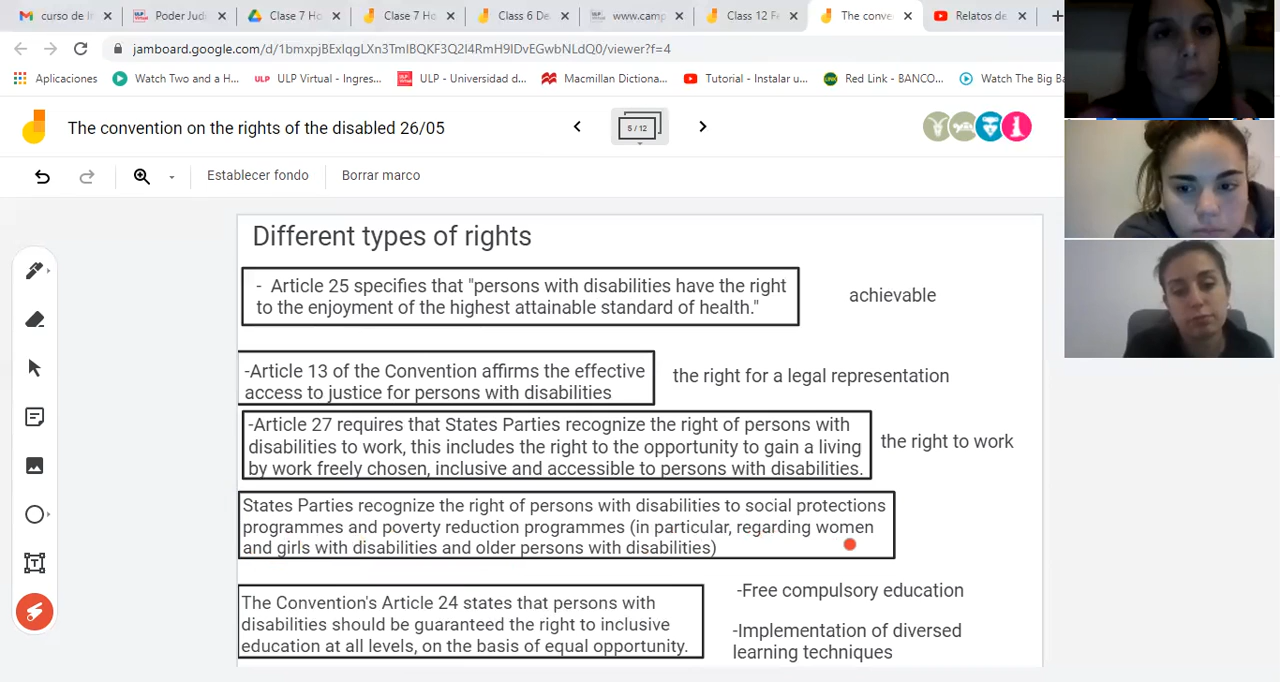 curso de In
Poder Judi
Clase 7 Ho
Clase 7 Ho
Class 6 De
www.camp
Class 12 Fe
The conve
Relatos de
jamboard.google.com/d/1bmxpjBExlqgLXn3TmIBQKF3Q2I4RmH9IDvEGwbNLdQ0/viewer?f=4
Aplicaciones
Watch Two and a H...
ULP Virtual - Ingres...
ULP - Universidad d...
Macmillan Dictiona...
Tutorial - Instalar u...
Red Link - BANCO...
Watch The Big Ba
The convention on the rights of the disabled 26/05
5 / 12
Establecer fondo
Borrar marco
Different types of rights
- Article 25 specifies that "persons with disabilities have the right
to the enjoyment of the highest attainable standard of health."
achievable
-Article 13 of the Convention affirms the effective
access to justice for persons with disabilities
the right for a legal representation
-Article 27 requires that States Parties recognize the right of persons with
disabilities to work, this includes the right to the opportunity to gain a living
by work freely chosen, inclusive and accessible to persons with disabilities.
the right to work
States Parties recognize the right of persons with disabilities to social protections
programmes and poverty reduction programmes (in particular, regarding women
and girls with disabilities and older persons with disabilities)
The Convention's Article 24 states that persons with
disabilities should be guaranteed the right to inclusive
education at all levels, on the basis of equal opportunity.
-Free compulsory education
-Implementation of diversed
learning techniques